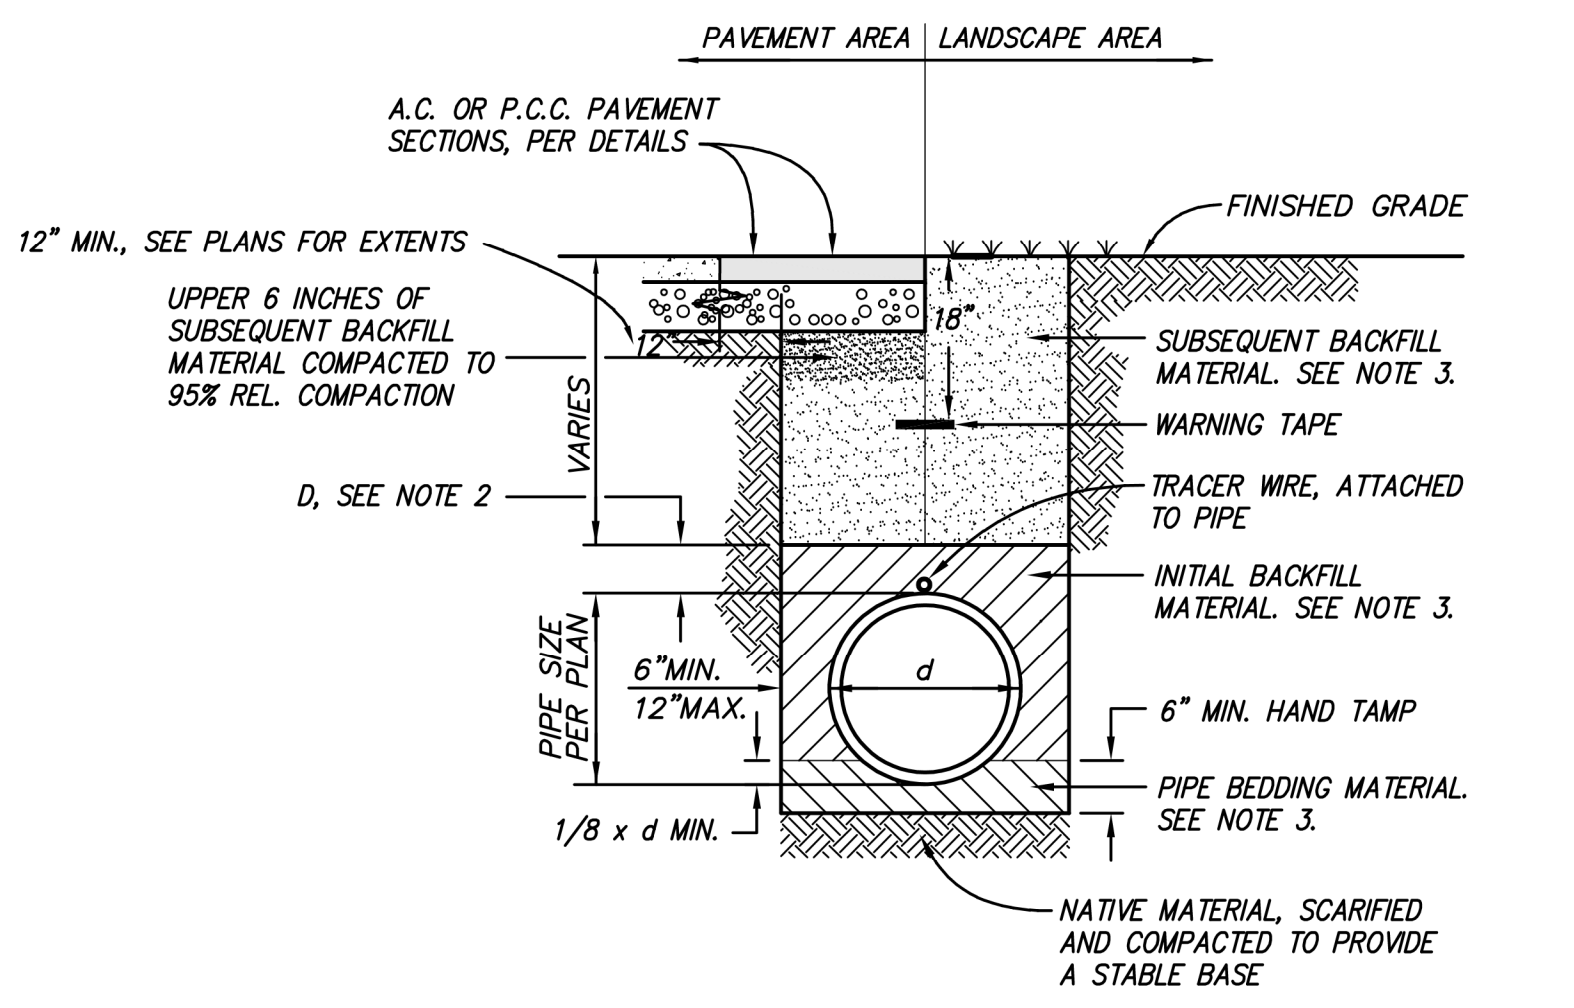 PAVEMENT AREA
LANDSCAPE AREA
A.C. OR P.C.C. PAVEMENT
SECTIONS, PER DETAILS
FINISHED GRADE
12" MIN., SEE PLANS FOR EXTENTS
UPPER 6 INCHES OF
SUBSEQUENT BACKFILL
MATERIAL COMPACTED TO
95% REL. COMPACTION
12"
18"
SUBSEQUENT BACKFILL
MATERIAL. SEE NOTE 3.
VARIES
WARNING TAPE
D, SEE NOTE 2
TRACER WIRE, ATTACHED
TO PIPE
INITIAL BACKFILL
MATERIAL. SEE NOTE 3.
PIPE SIZE
PER PLAN
6"MIN.
12"MAX.
d
6" MIN. HAND TAMP
PIPE BEDDING MATERIAL.
SEE NOTE 3.
1/8 x d MIN.
NATIVE MATERIAL, SCARIFIED
AND COMPACTED TO PROVIDE
A STABLE BASE